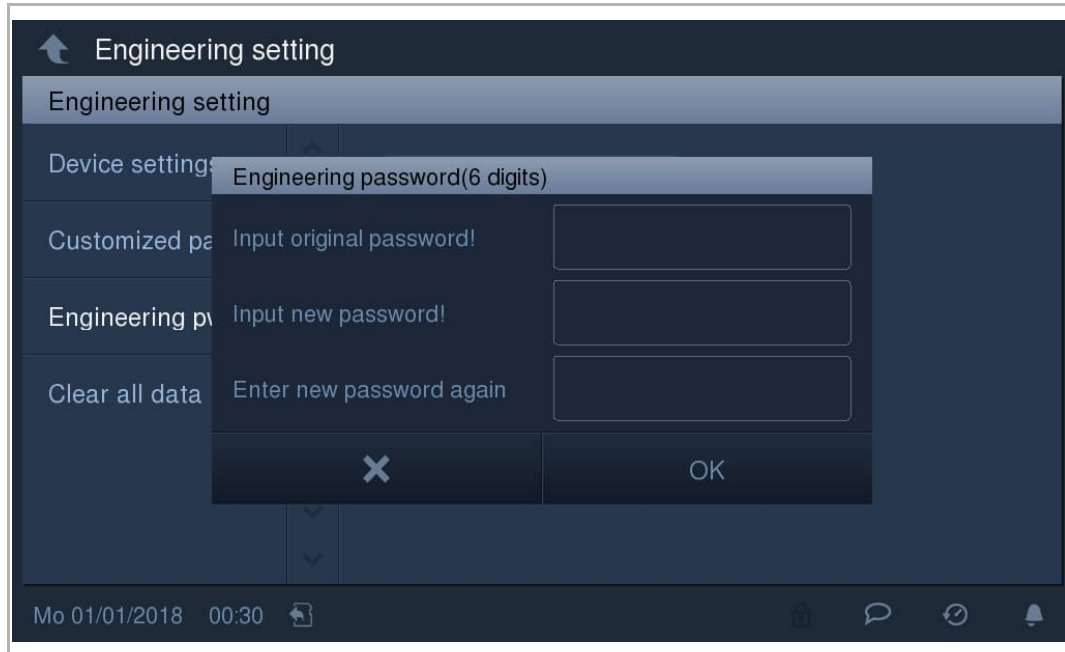 Engineering setting
Engineering setting
Device settings
Engineering password(6 digits)
Customized pa
Input original password!
Engineering pw
Input new password!
Clear all data
Enter new password again
OK
Mo 01/01/2018 00:30